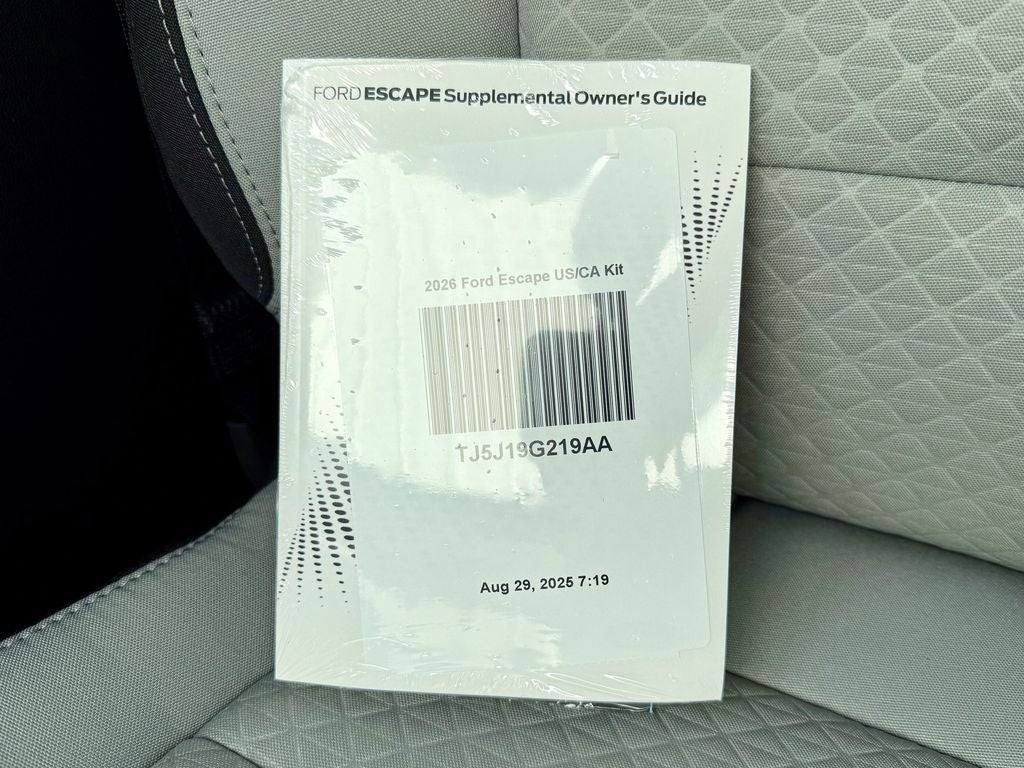 FORD ESCAPE Supplemental Owner's Guide
2026 Ford Escape US/CA Kit
TJ5J19G219AA
Aug 29, 2025 7:19